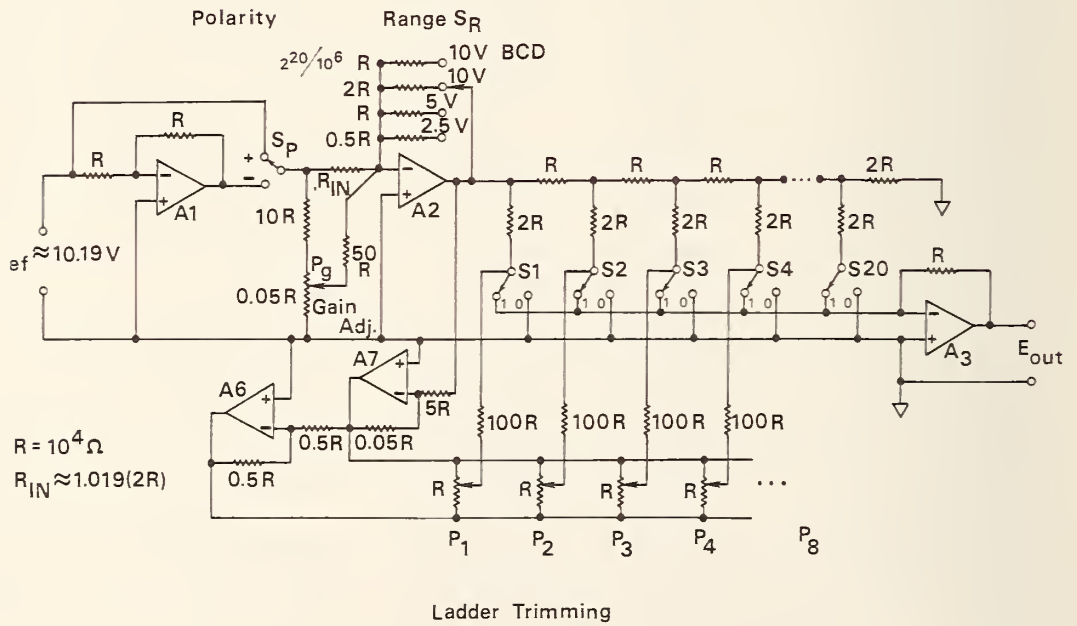 Polarity
Range S_R
2^20/10^6 R 10V BCD
2R 10V
R 5V
0.5R 2.5V
R
R
S_P
+
-
-
+
A1
R_IN
-
+
A2
R
R
R
...
2R
10R
50
R
2R
2R
2R
2R
2R
ef ≈ 10.19V
P_g
0.05R
Gain
Adj.
S1
S2
S3
S4
S20
1 0
1 0
1 0
1 0
1 0
R
-
+
A_3
E_out
A7
+
-
A6
+
-
5R
0.5R
0.05R
0.5R
100R
100R
100R
100R
R = 10^4 Ω
R_IN ≈ 1.019(2R)
R
R
R
R
...
P_1
P_2
P_3
P_4
P_8
Ladder Trimming